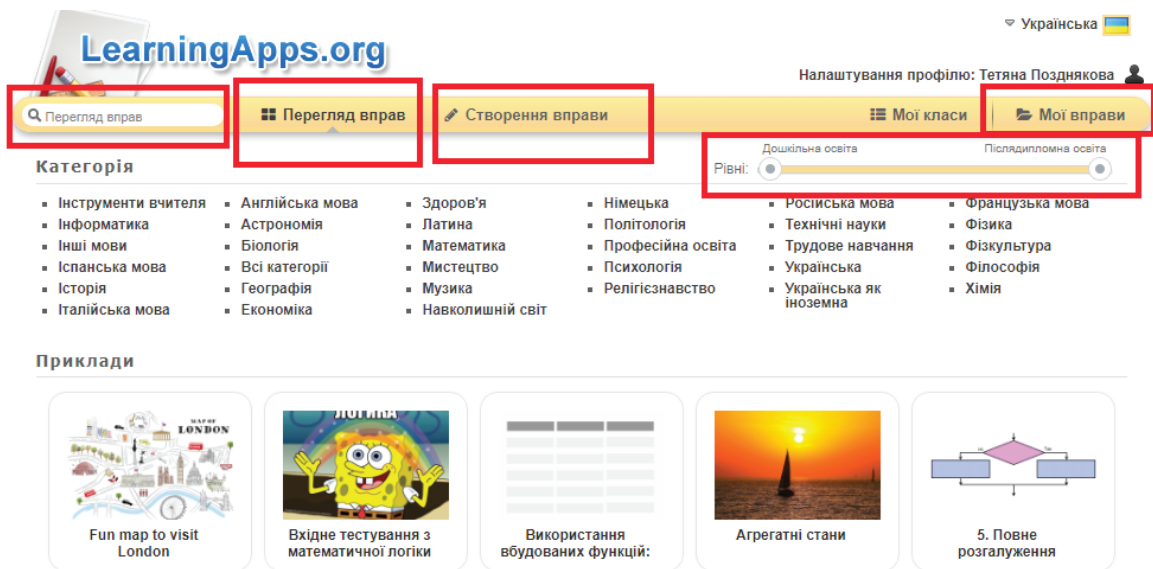 Українська
LearningApps.org
Налаштування профілю: Тетяна Позднякова
Перегляд вправ
Перегляд вправ
Створення вправи
Мої класи
Мої вправи
Дошкільна освіта
Післядипломна освіта
Категорія
Рівні:
Інструменти вчителя
Інформатика
Інші мови
Іспанська мова
Історія
Італійська мова
Англійська мова
Астрономія
Біологія
Всі категорії
Географія
Економіка
Здоров'я
Латина
Математика
Мистецтво
Музика
Навколишній світ
Німецька
Політологія
Професійна освіта
Психологія
Релігієзнавство
Російська мова
Технічні науки
Трудове навчання
Українська
Українська як
іноземна
Французька мова
Фізика
Фізкультура
Філософія
Хімія
Приклади
MAP OF
LONDON
Fun map to visit
London
ЛОГИКА
Вхідне тестування з
математичної логіки
Використання
вбудованих функцій:
Агрегатні стани
5. Повне
розгалуження